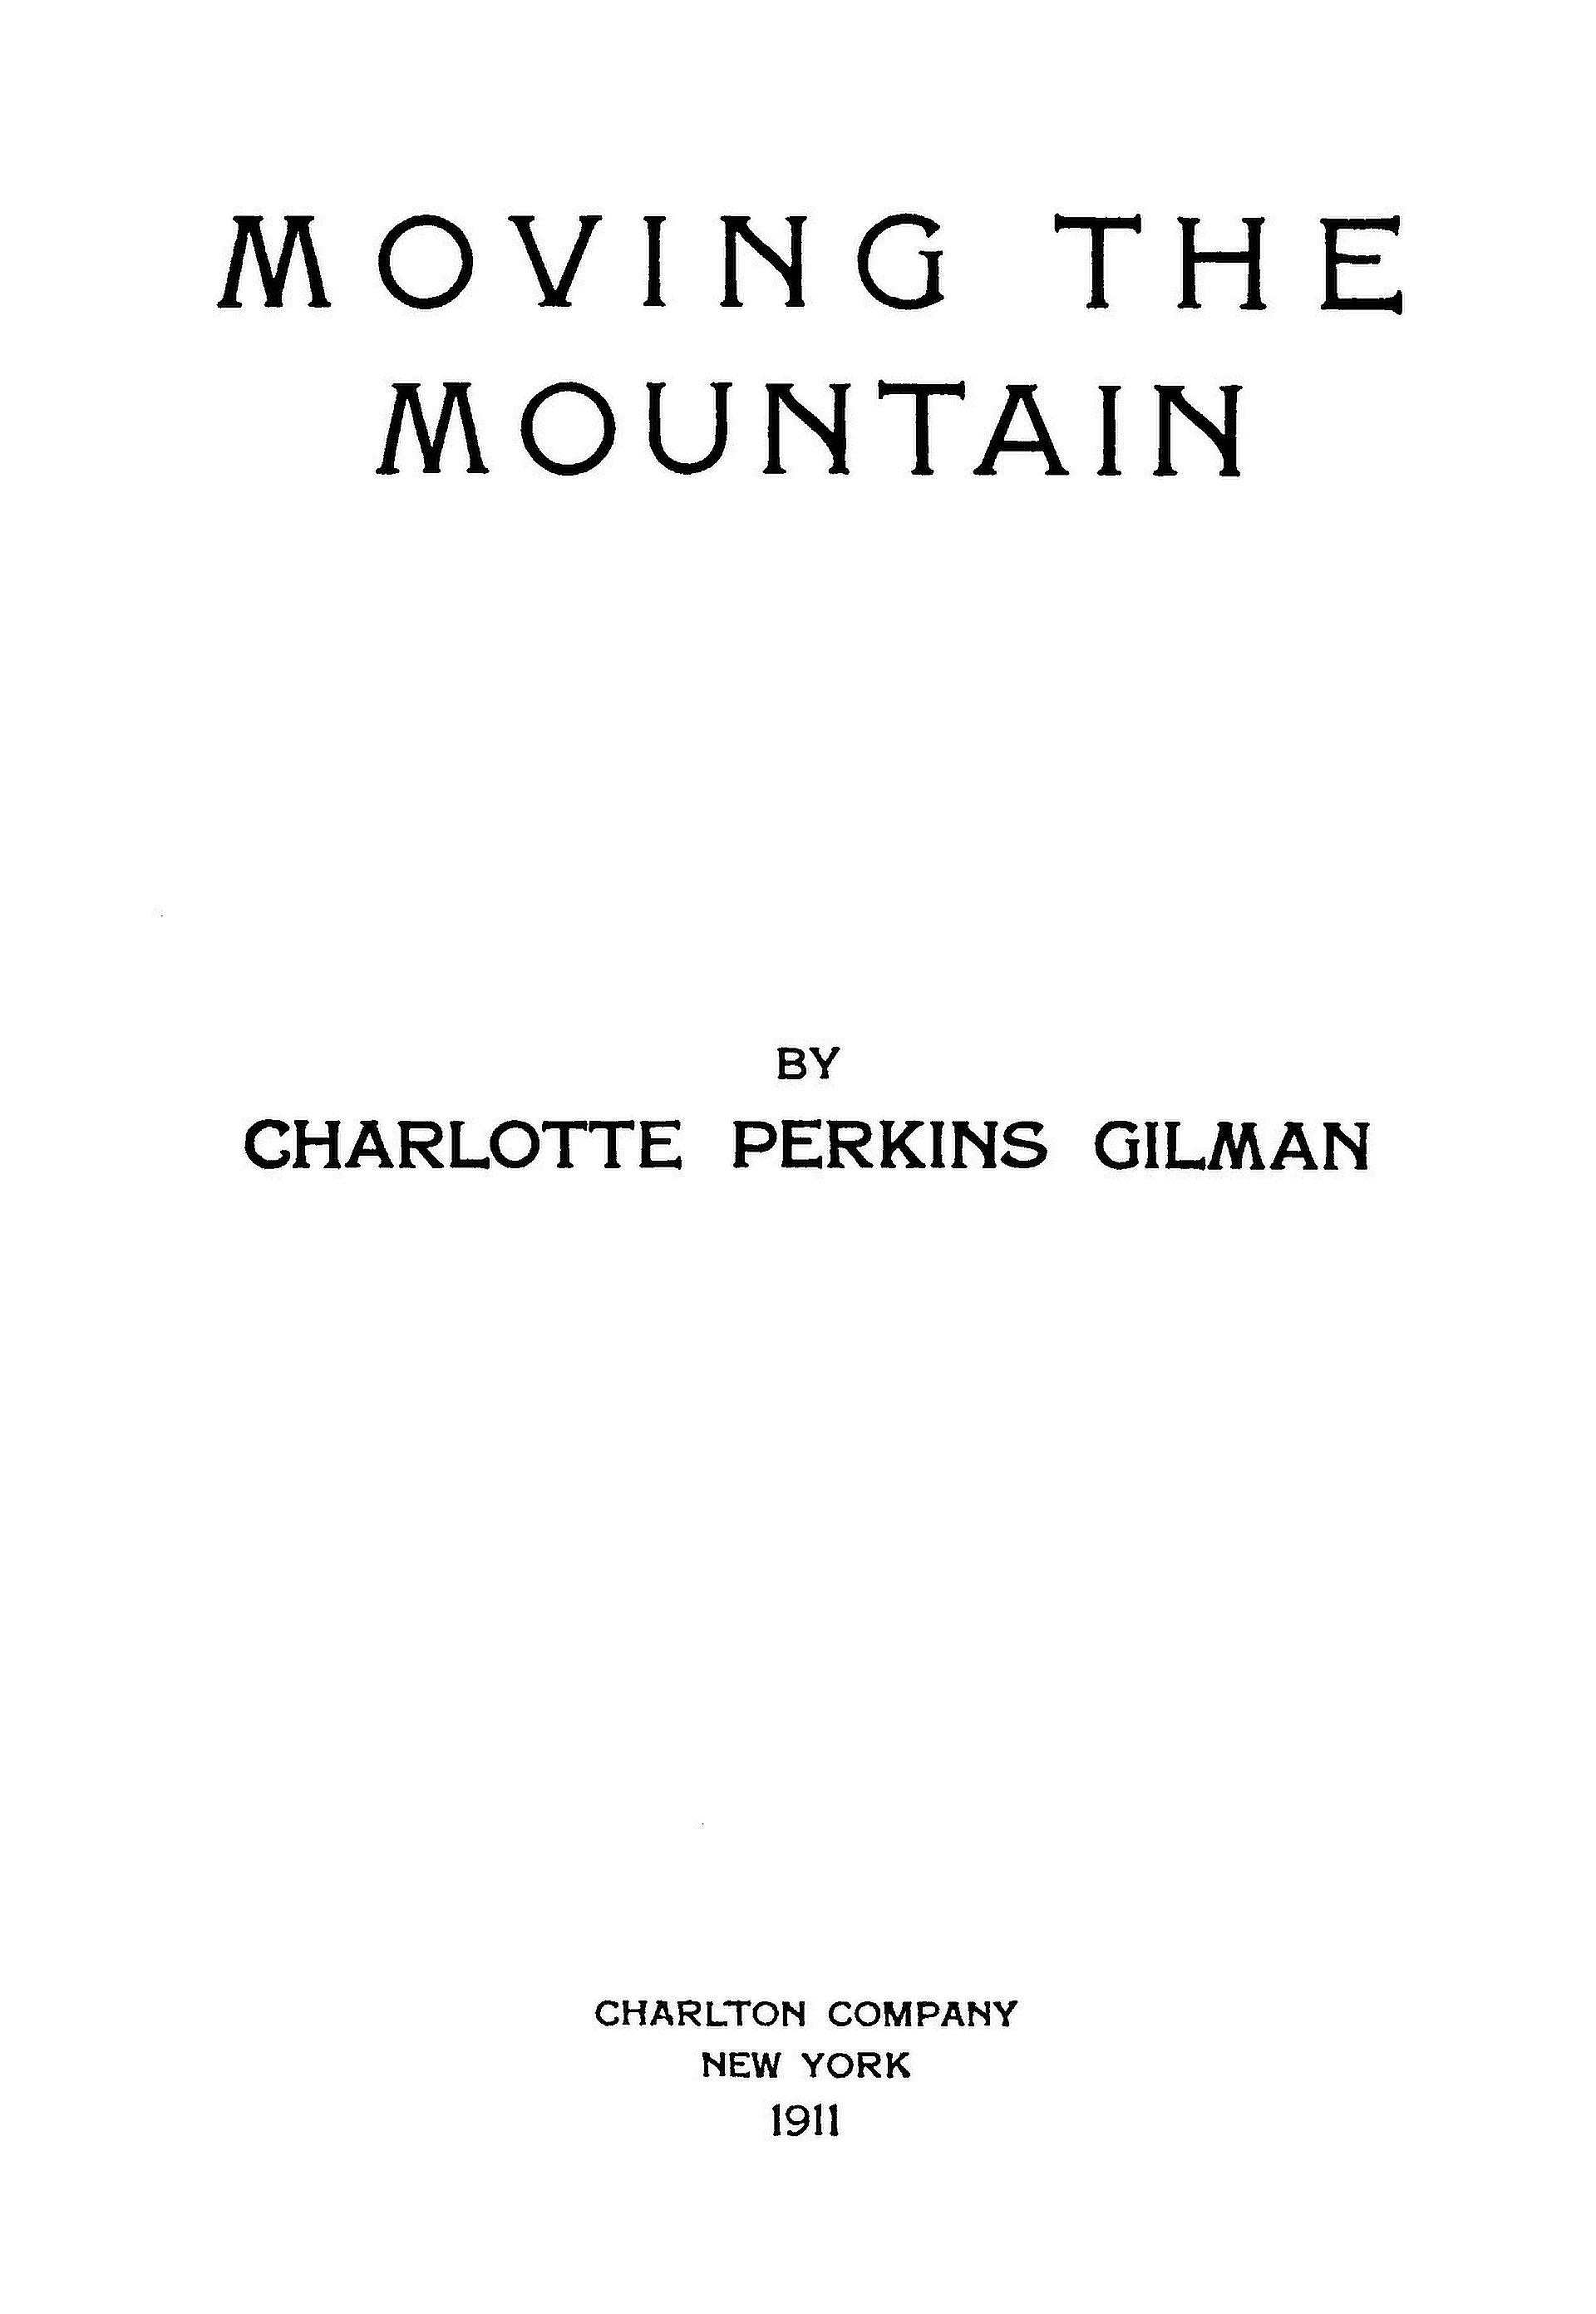 MOVING THE
MOUNTAIN
BY
CHARLOTTE PERKINS GILMAN
CHARLTON COMPANY
NEW YORK
1911